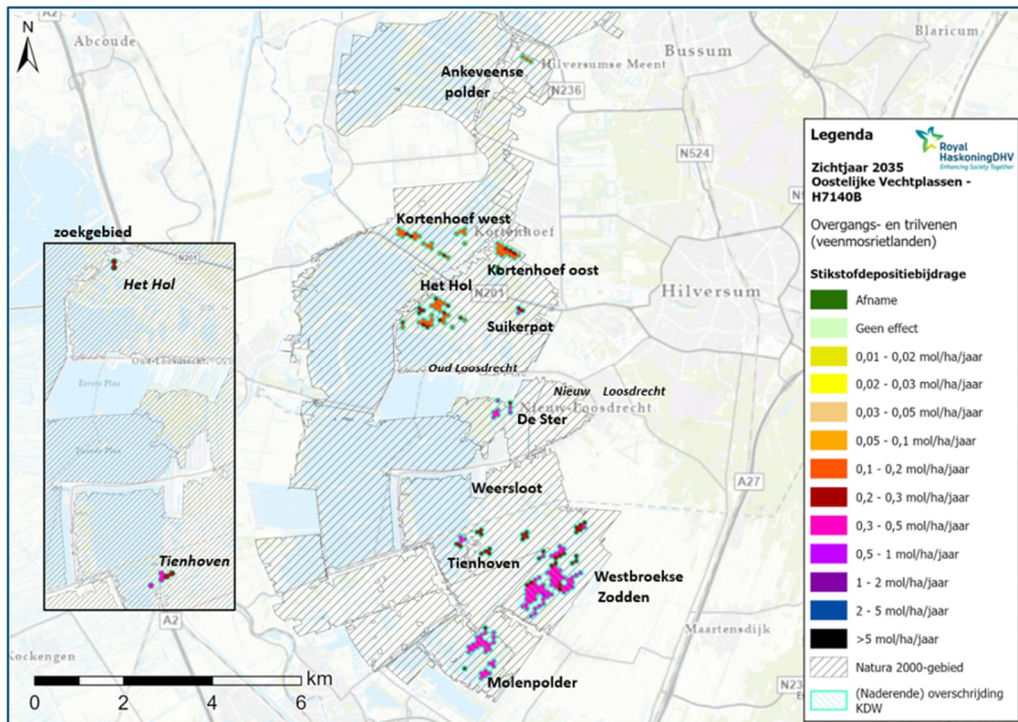 A2
N
Abcoude
Blaricum
Bussum
Ankeveense
polder
Hilversumse Meent
N236
Legenda
Royal
HaskoningDHV
Enhancing Society Together
N524
Zichtjaar 2035
Oostelijke Vechtplassen -
H7140B
Overgangs- en trilvenen
(veenmosrietlanden)
Stikstofdepositiebijdrage
Afname
Geen effect
0,01 - 0,02 mol/ha/jaar
0,02 - 0,03 mol/ha/jaar
0,03 - 0,05 mol/ha/jaar
0,05 - 0,1 mol/ha/jaar
0,1 - 0,2 mol/ha/jaar
0,2 - 0,3 mol/ha/jaar
0,3 - 0,5 mol/ha/jaar
0,5 - 1 mol/ha/jaar
1 - 2 mol/ha/jaar
2 - 5 mol/ha/jaar
>5 mol/ha/jaar
Natura 2000-gebied
(Naderende) overschrijding
KDW
Kortenhoef west
Kortenhoef
Kortenhoef oost
zoekgebied
N201
Het Hol
Het Hol
N201
Hilversum
Suikerpot
Oud-Loosdrecht
Oud Loosdrecht
Eerste Plas
Nieuw Loosdrecht
Nieuw-Loosdrecht
De Ster
Tweede Plas
Weersloot
A27
Tienhoven
Tienhoven
Westbroekse
Zodden
A2
Maartensdijk
Kockengen
Molenpolder
0 2 4 6 km